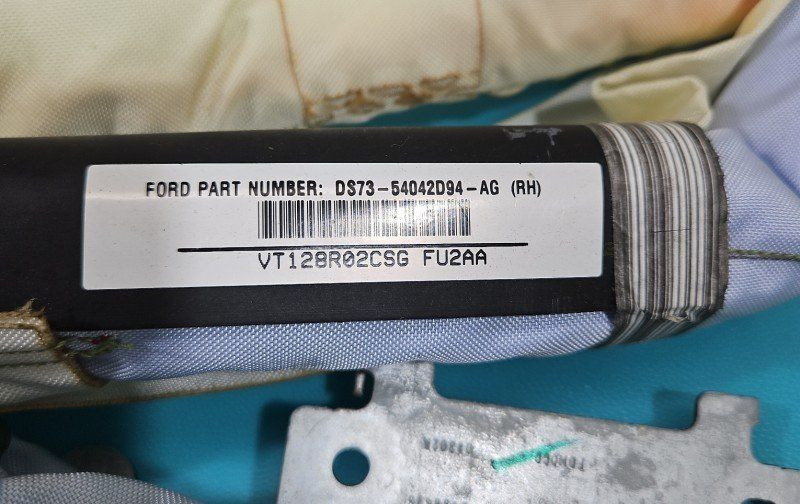 FORD PART NUMBER: DS73-54042D94-AG (RH)
VT128R02CSG FU2AA